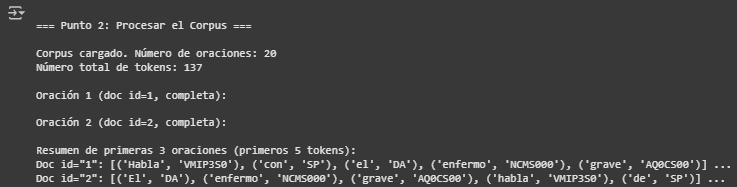 === Punto 2: Procesar el Corpus ===
Corpus cargado. Número de oraciones: 20
Número total de tokens: 137
Oración 1 (doc id=1, completa):
Oración 2 (doc id=2, completa):
Resumen de primeras 3 oraciones (primeros 5 tokens):
Doc id="1": [('Habla', 'VMIP3S0'), ('con', 'SP'), ('el', 'DA'), ('enfermo', 'NCMS000'), ('grave', 'AQ0CS00')] ...
Doc id="2": [('El', 'DA'), ('enfermo', 'NCMS000'), ('grave', 'AQ0CS00'), ('habla', 'VMIP3S0'), ('de', 'SP')] ...